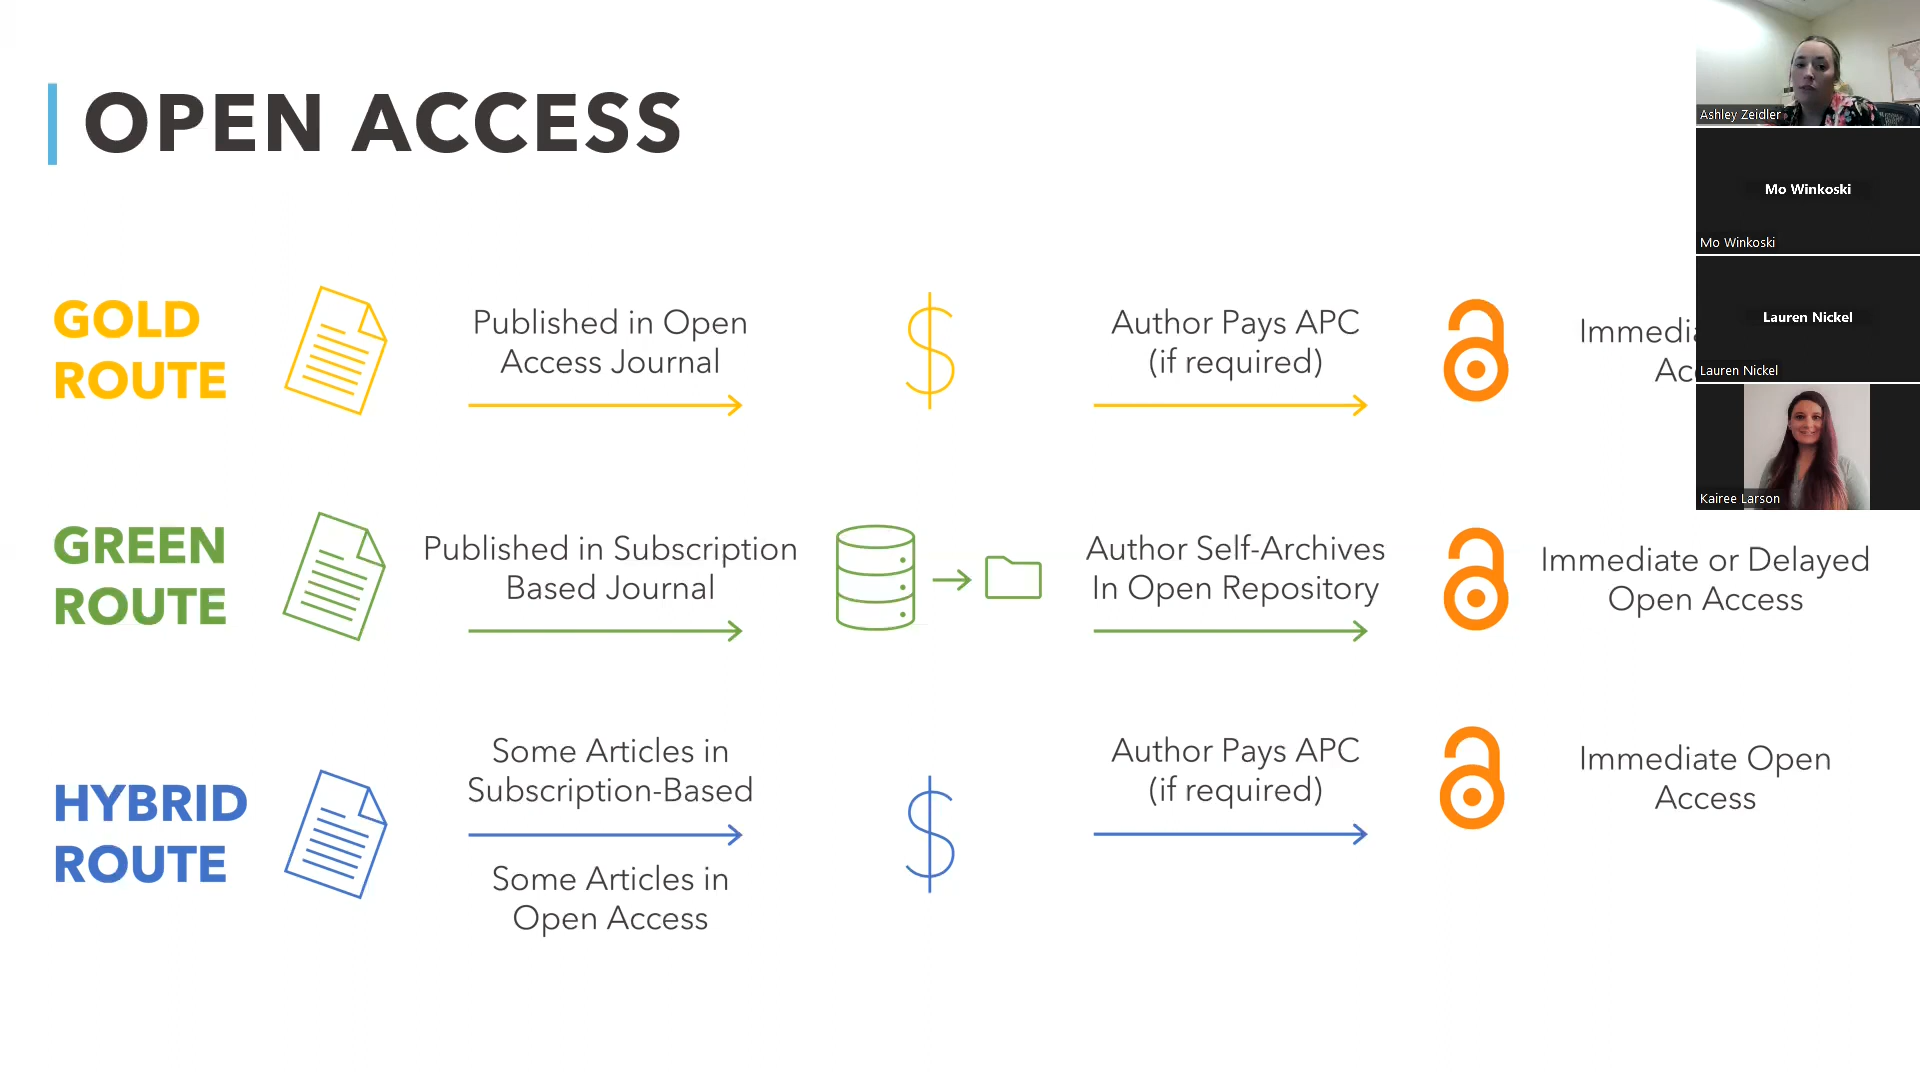 OPEN ACCESS
GOLD
ROUTE
Published in Open
Access Journal
Author Pays APC
(if required)
GREEN
ROUTE
Published in Subscription
Based Journal
Author Self-Archives
In Open Repository
Immediate or Delayed
Open Access
HYBRID
ROUTE
Some Articles in
Subscription-Based
Some Articles in
Open Access
Author Pays APC
(if required)
Immediate Open
Access
Ashley Zeidler
Mo Winkoski
Mo Winkoski
Lauren Nickel
Lauren Nickel
Kairee Larson